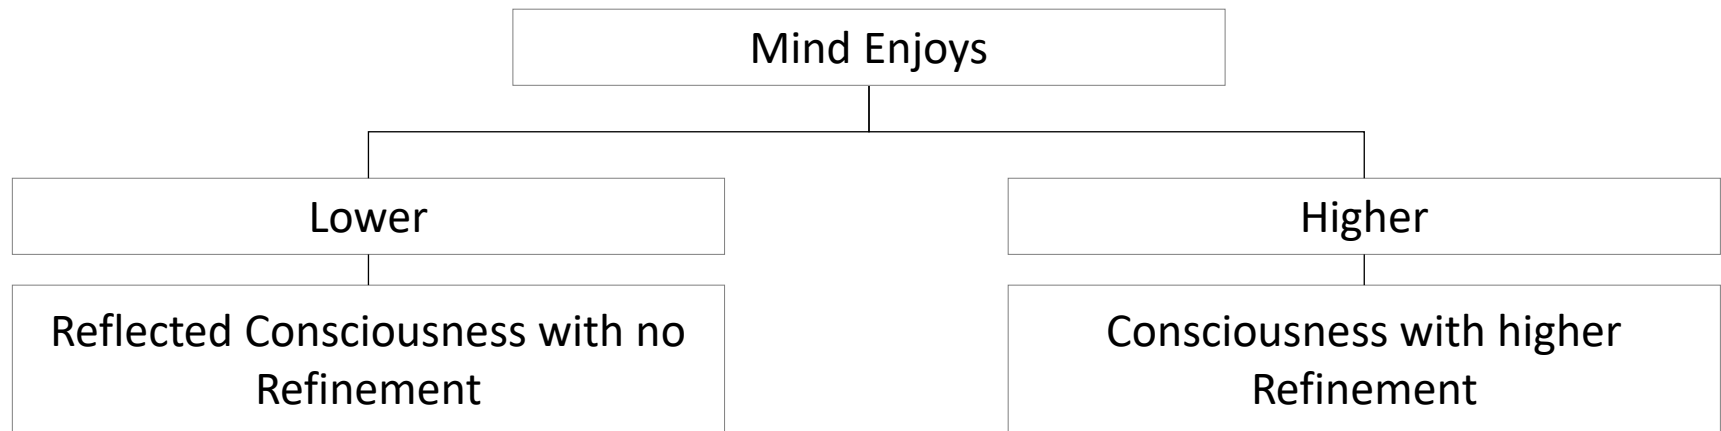 Mind Enjoys
Lower
Higher
Reflected Consciousness with no
Refinement
Consciousness with higher
Refinement